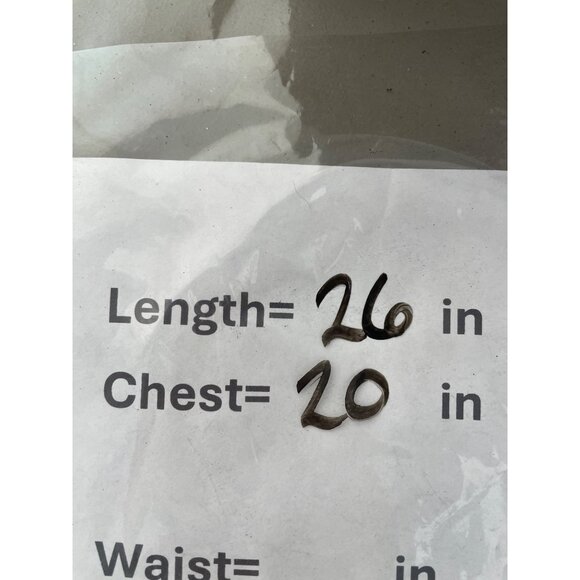 Length= 26 in
Chest= 20 in
Waist= in